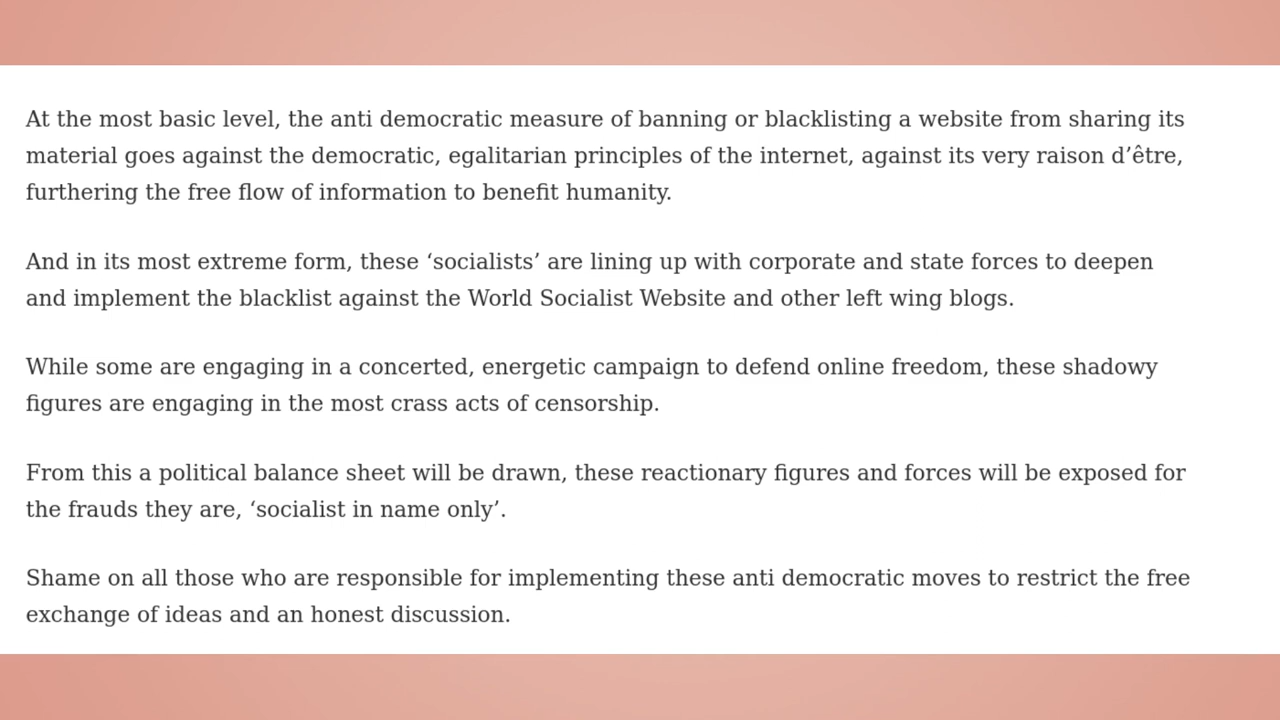 At the most basic level, the anti democratic measure of banning or blacklisting a website from sharing its
material goes against the democratic, egalitarian principles of the internet, against its very raison d’être,
furthering the free flow of information to benefit humanity.
And in its most extreme form, these ‘socialists’ are lining up with corporate and state forces to deepen
and implement the blacklist against the World Socialist Website and other left wing blogs.
While some are engaging in a concerted, energetic campaign to defend online freedom, these shadowy
figures are engaging in the most crass acts of censorship.
From this a political balance sheet will be drawn, these reactionary figures and forces will be exposed for
the frauds they are, ‘socialist in name only’.
Shame on all those who are responsible for implementing these anti democratic moves to restrict the free
exchange of ideas and an honest discussion.